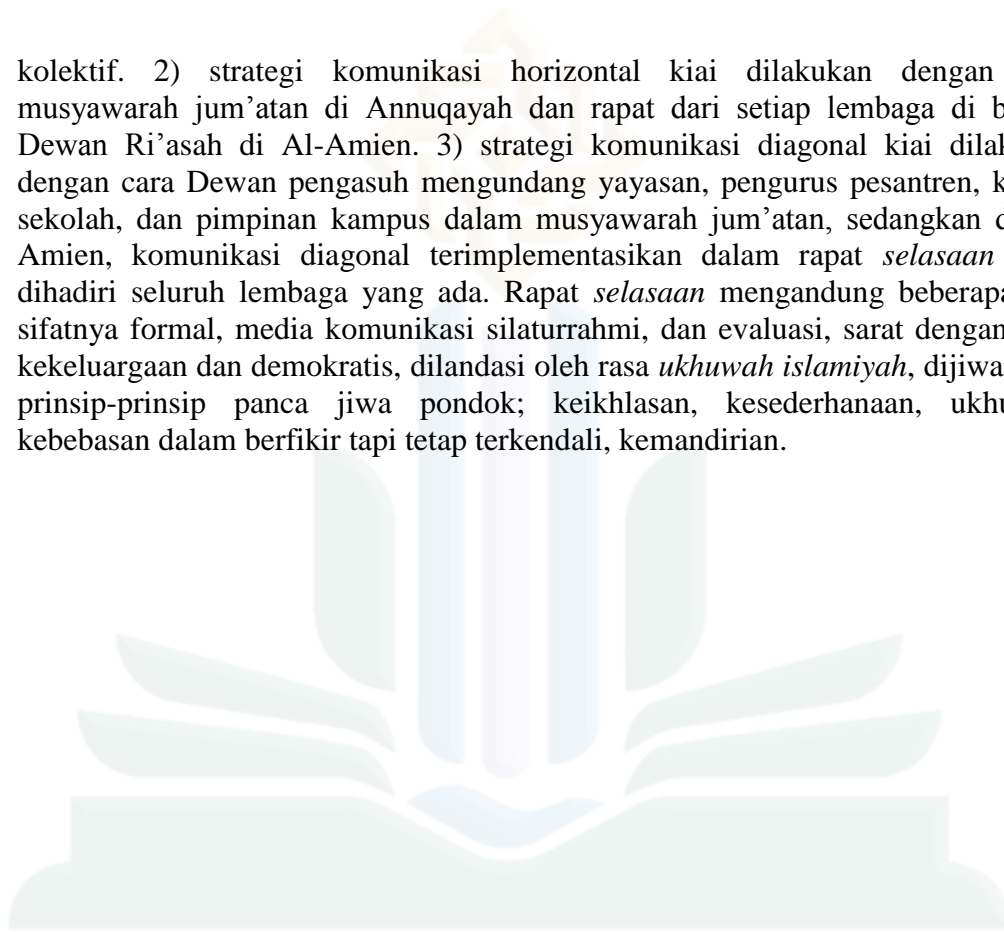 kolektif. 2) strategi komunikasi horizontal kiai dilakukan dengan
musyawarah jum’atan di Annuqayah dan rapat dari setiap lembaga di
Dewan Ri’asah di Al-Amien. 3) strategi komunikasi diagonal kiai
dengan cara Dewan pengasuh mengundang yayasan, pengurus pesantren,
sekolah, dan pimpinan kampus dalam musyawarah jum’atan, sedangkan
Amien, komunikasi diagonal terimplementasikan dalam rapat selasaan
dihadiri seluruh lembaga yang ada. Rapat selasaan mengandung beberapa
sifatnya formal, media komunikasi silaturrahmi, dan evaluasi, sarat dengan
kekeluargaan dan demokratis, dilandasi oleh rasa ukhuwah islamiyah,
prinsip-prinsip panca jiwa pondok; keikhlasan, kesederhanaan,
kebebasan dalam berfikir tapi tetap terkendali, kemandirian.